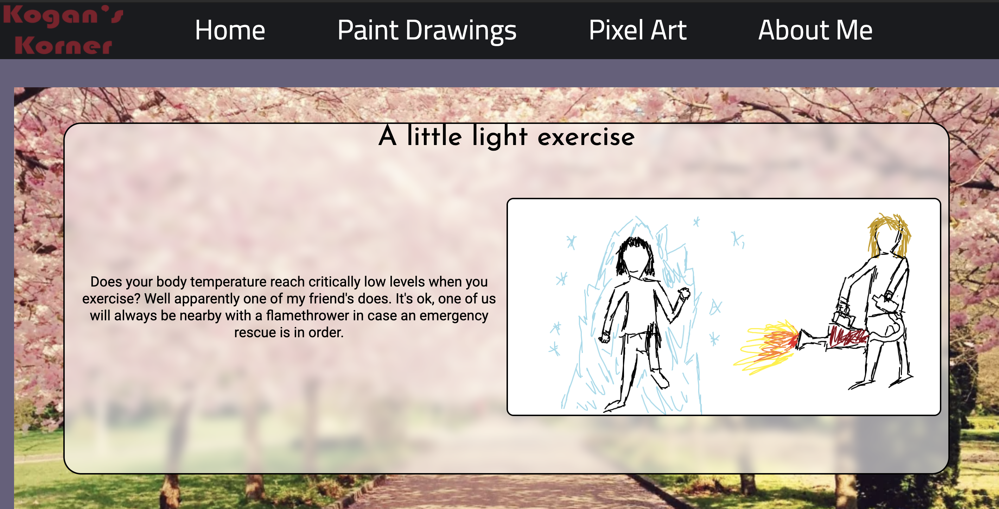 Kogan's
Korner
Home Paint Drawings Pixel Art About Me
A little light exercise
Does your body temperature reach critically low levels when you
exercise? Well apparently one of my friend's does. It's ok, one of us
will always be nearby with a flamethrower in case an emergency
rescue is in order.